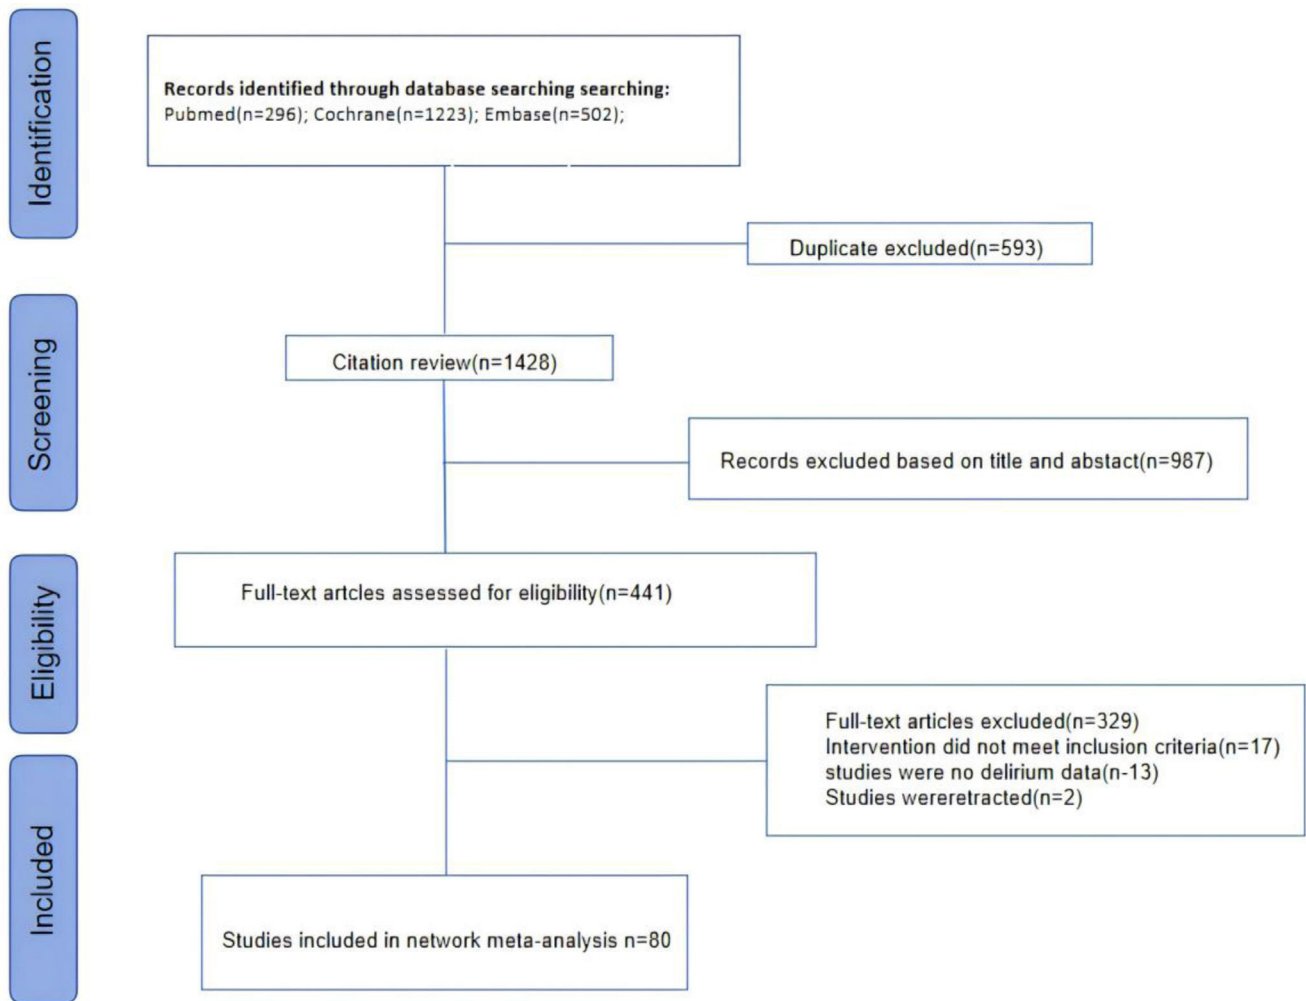 Identification
Records identified through database searching searching:
Pubmed(n=296); Cochrane(n=1223); Embase(n=502);
Duplicate excluded(n=593)
Screening
Citation review(n=1428)
Records excluded based on title and abstact(n=987)
Eligibility
Full-text artcles assessed for eligibility(n=441)
Full-text articles excluded(n=329)
Intervention did not meet inclusion criteria(n=17)
studies were no delirium data(n-13)
Studies wereretracted(n=2)
Included
Studies included in network meta-analysis n=80